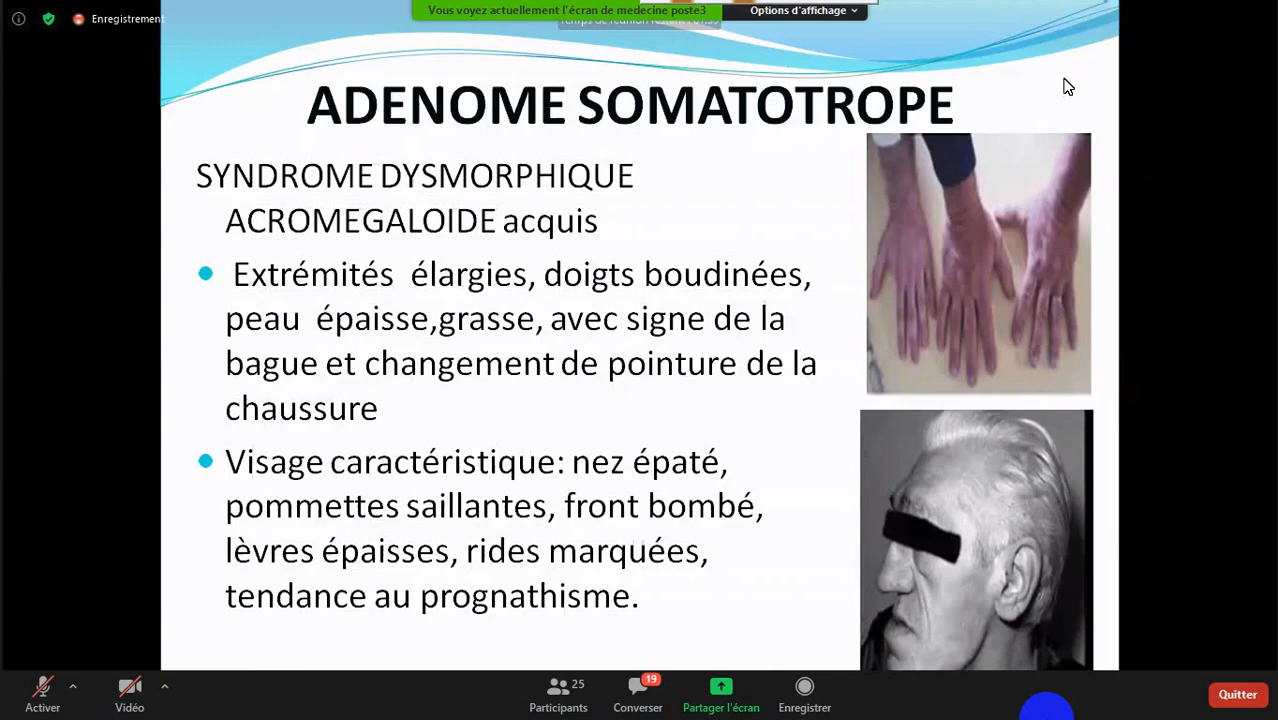 Enregistrement
Vous voyez actuellement l'écran de medecine poste3
Options d'affichage
ADENOME SOMATOTROPE
SYNDROME DYSMORPHIQUE
ACROMEGALOIDE acquis
Extrémités élargies, doigts boudinées,
peau épaisse,grasse, avec signe de la
bague et changement de pointure de la
chaussure
Visage caractéristique: nez épaté,
pommettes saillantes, front bombé,
lèvres épaisses, rides marquées,
tendance au prognathisme.
Activer
Vidéo
25
Participants
19
Converser
Partager l'écran
Enregistrer
Quitter